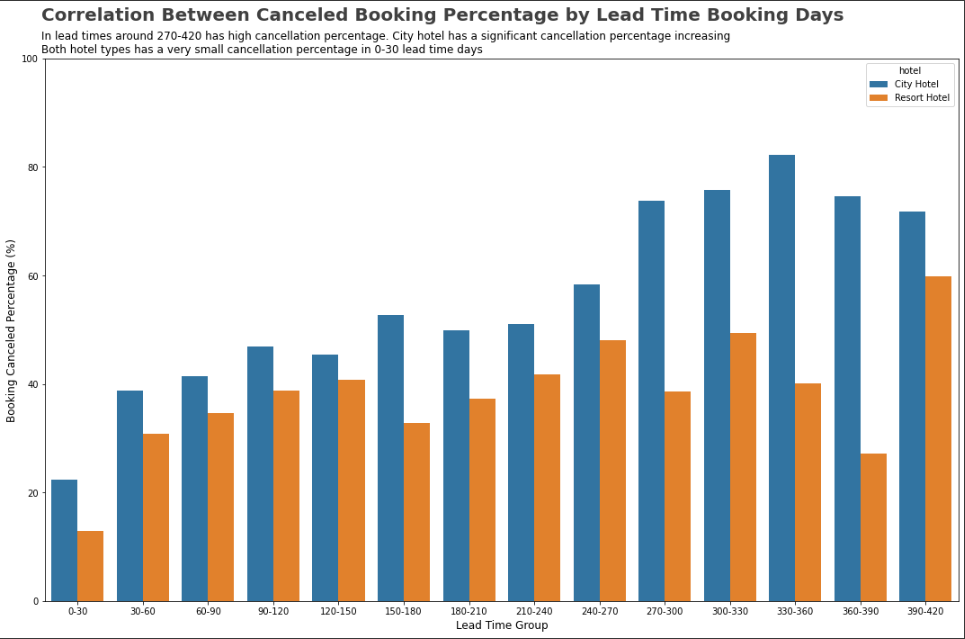 Correlation Between Canceled Booking Percentage by Lead Time Booking Days
In lead times around 270-420 has high cancellation percentage. City hotel has a significant cancellation percentage increasing
Both hotel types has a very small cancellation percentage in 0-30 lead time days
hotel
City Hotel
Resort Hotel
Booking Canceled Percentage (%)
100
80
60
40
20
0
0-30 30-60 60-90 90-120 120-150 150-180 180-210 210-240 240-270 270-300 300-330 330-360 360-390 390-420
Lead Time Group